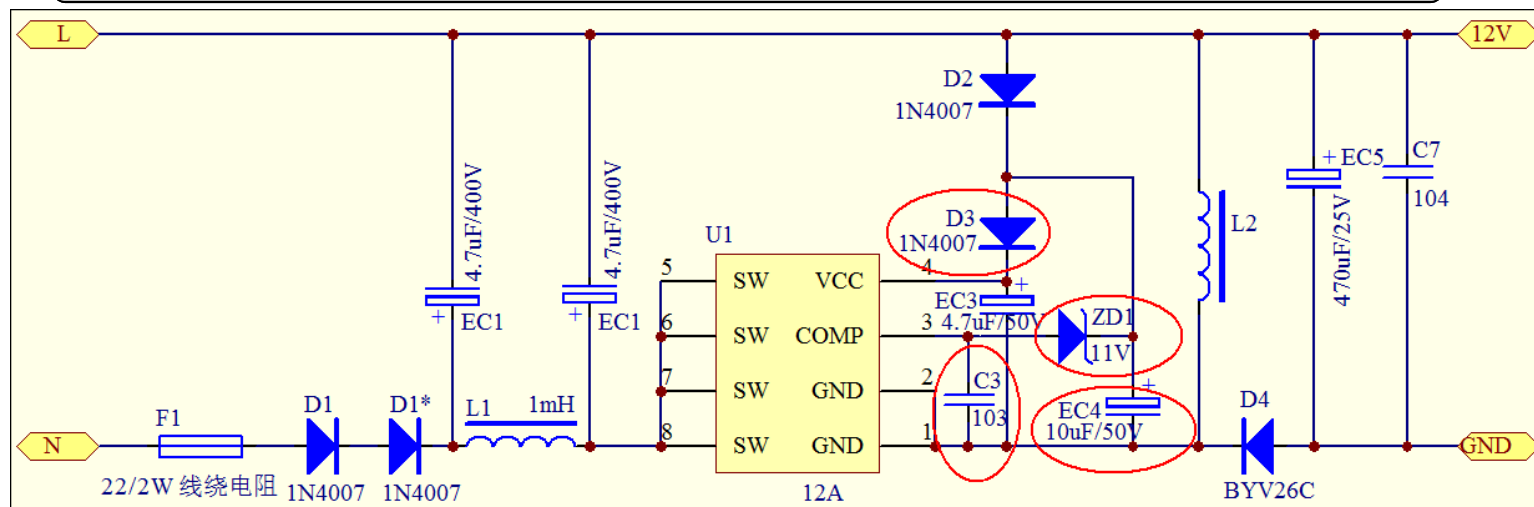 L
12V
D2
1N4007
4.7uF/400V
4.7uF/400V
+ EC5
C7
104
470uF/25V
D3
1N4007
L2
U1
5 SW VCC 4
+
EC1
+
EC1
+
EC3
4.7uF/50V
ZD1
11V
6 SW COMP 3
7 SW GND 2
C3
103
+
EC4
10uF/50V
F1
D1
D1*
L1
1mH
D4
N
8 SW GND 1
GND
22/2W 线绕电阻
1N4007
1N4007
12A
BYV26C